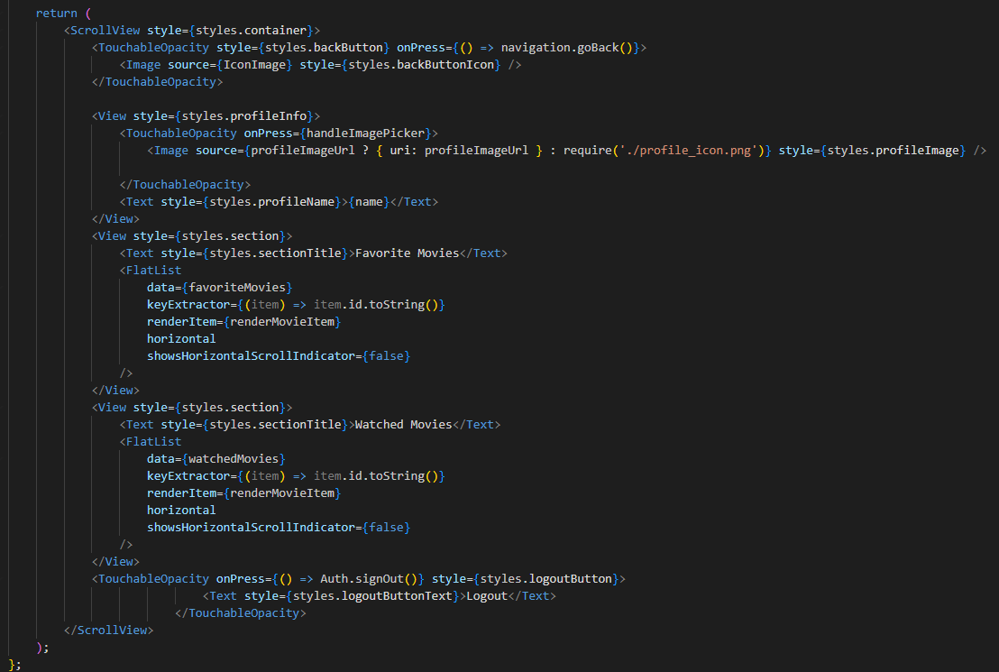 return (
<ScrollView style={styles.container}>
<TouchableOpacity style={styles.backButton} onPress={() => navigation.goBack()}>
<Image source={IconImage} style={styles.backButtonIcon} />
</TouchableOpacity>
<View style={styles.profileInfo}>
<TouchableOpacity onPress={handleImagePicker}>
<Image source={profileImageUrl ? { uri: profileImageUrl } : require('./profile_icon.png')} style={styles.profileImage} />
</TouchableOpacity>
<Text style={styles.profileName}>{name}</Text>
</View>
<View style={styles.section}>
<Text style={styles.sectionTitle}>Favorite Movies</Text>
<FlatList
data={favoriteMovies}
keyExtractor={(item) => item.id.toString()}
renderItem={renderMovieItem}
horizontal
showsHorizontalScrollIndicator={false}
/>
</View>
<View style={styles.section}>
<Text style={styles.sectionTitle}>Watched Movies</Text>
<FlatList
data={watchedMovies}
keyExtractor={(item) => item.id.toString()}
renderItem={renderMovieItem}
horizontal
showsHorizontalScrollIndicator={false}
/>
</View>
<TouchableOpacity onPress={() => Auth.signOut()} style={styles.logoutButton}>
<Text style={styles.logoutButtonText}>Logout</Text>
</TouchableOpacity>
</ScrollView>
);
};